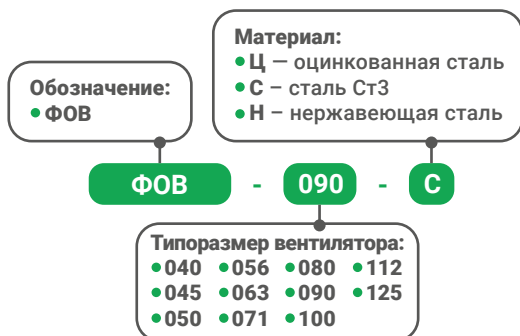 Материал:
Ц — оцинкованная сталь
С – сталь Ст3
Н – нержавеющая сталь
Обозначение:
ФОВ
ФОВ - 090 - С
Типоразмер вентилятора:
040 056 080 112
045 063 090 125
050 071 100